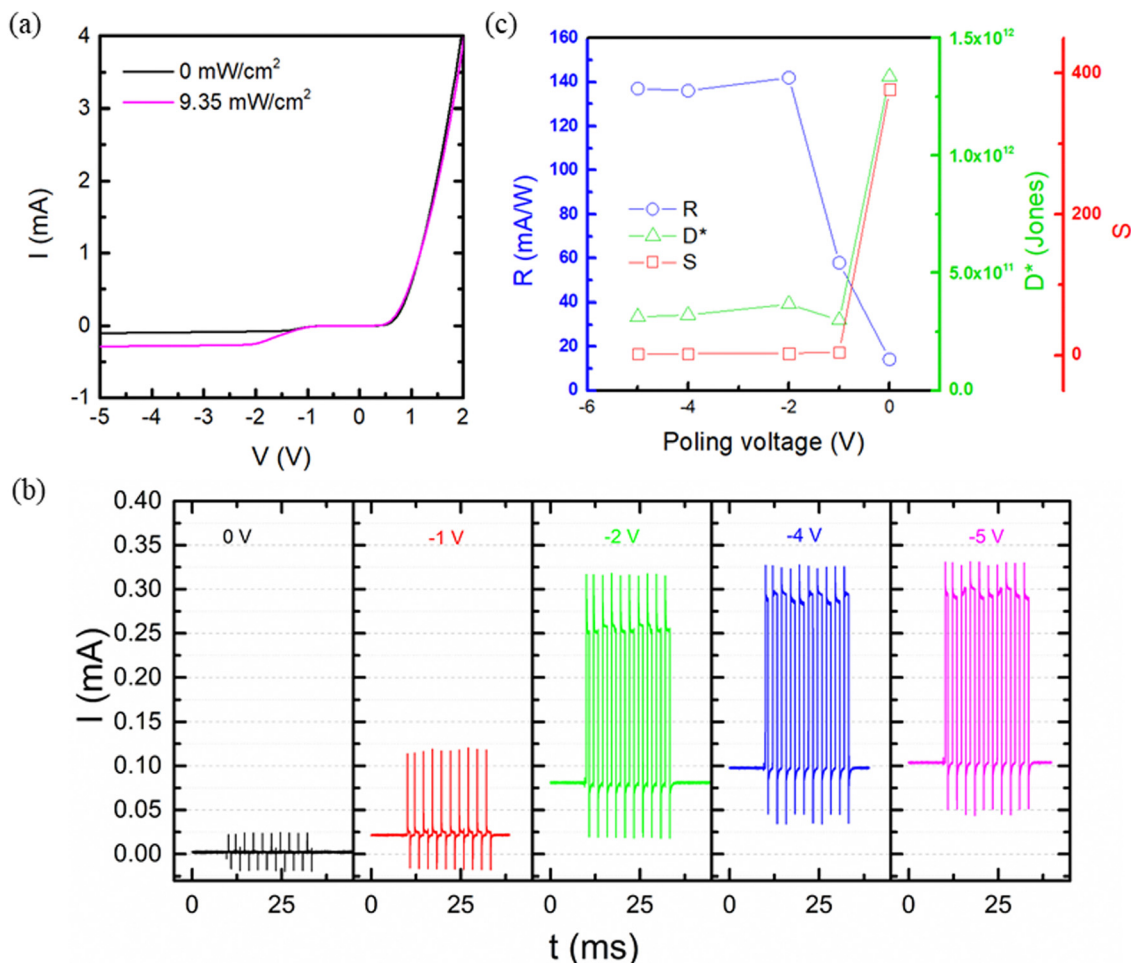 (a)
4
3
2
1
0
-1
I (mA)
0 mW/cm²
9.35 mW/cm²
-5 -4 -3 -2 -1 0 1 2
V (V)
(c)
160
140
120
100
80
60
40
20
0
R (mA/W)
R
D*
S
1.5x10¹²
1.0x10¹²
5.0x10¹¹
0.0
D* (Jones)
400
200
0
S
-6 -4 -2 0
Poling voltage (V)
(b)
0.40
0.35
0.30
0.25
0.20
0.15
0.10
0.05
0.00
I (mA)
0 V -1 V -2 V -4 V -5 V
0 25 0 25 0 25 0 25 0 25
t (ms)